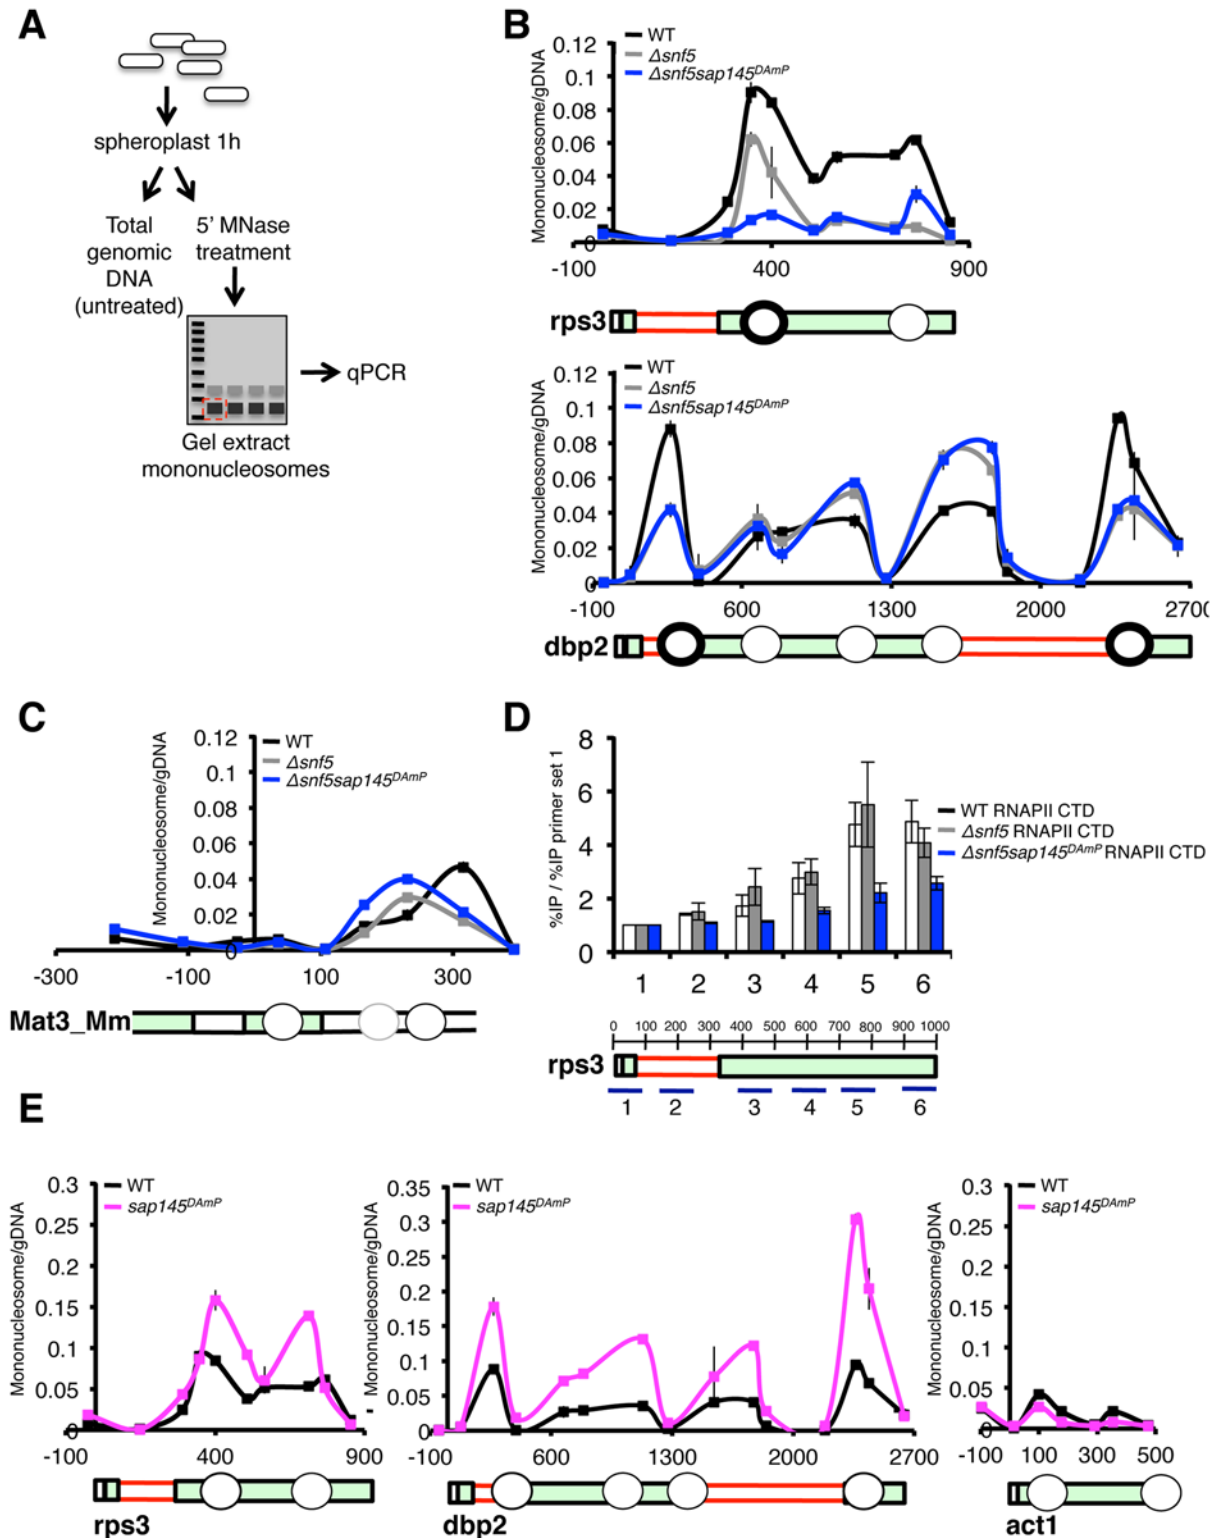 A
spheroplast 1h
Total
genomic
DNA
(untreated)
5' MNase
treatment
qPCR
Gel extract
mononucleosomes
B
Mononucleosome/gDNA
0.12
0.1
0.08
0.06
0.04
0.02
0
WT
Δsnf5
Δsnf5sap145DAmP
-100 400 900
rps3
Mononucleosome/gDNA
0.12
0.1
0.08
0.06
0.04
0.02
0
WT
Δsnf5
Δsnf5sap145DAmP
-100 600 1300 2000 2700
dbp2
C
Mononucleosome/gDNA
0.12
0.1
0.08
0.06
0.04
0.02
0
WT
Δsnf5
Δsnf5sap145DAmP
-300 -100 100 300
Mat3_Mm
D
%IP / %IP primer set 1
8
6
4
2
0
WT RNAPII CTD
Δsnf5 RNAPII CTD
Δsnf5sap145DAmP RNAPII CTD
1 2 3 4 5 6
0 100 200 300 400 500 600 700 800 900 1000
rps3
1 2 3 4 5 6
E
Mononucleosome/gDNA
0.3
0.25
0.2
0.15
0.1
0.05
0
WT
sap145DAmP
-100 400 900
rps3
Mononucleosome/gDNA
0.35
0.3
0.25
0.2
0.15
0.1
0.05
0
WT
sap145DAmP
-100 600 1300 2000 2700
dbp2
Mononucleosome/gDNA
0.3
0.25
0.2
0.15
0.1
0.05
0
WT
sap145DAmP
-100 100 300 500
act1